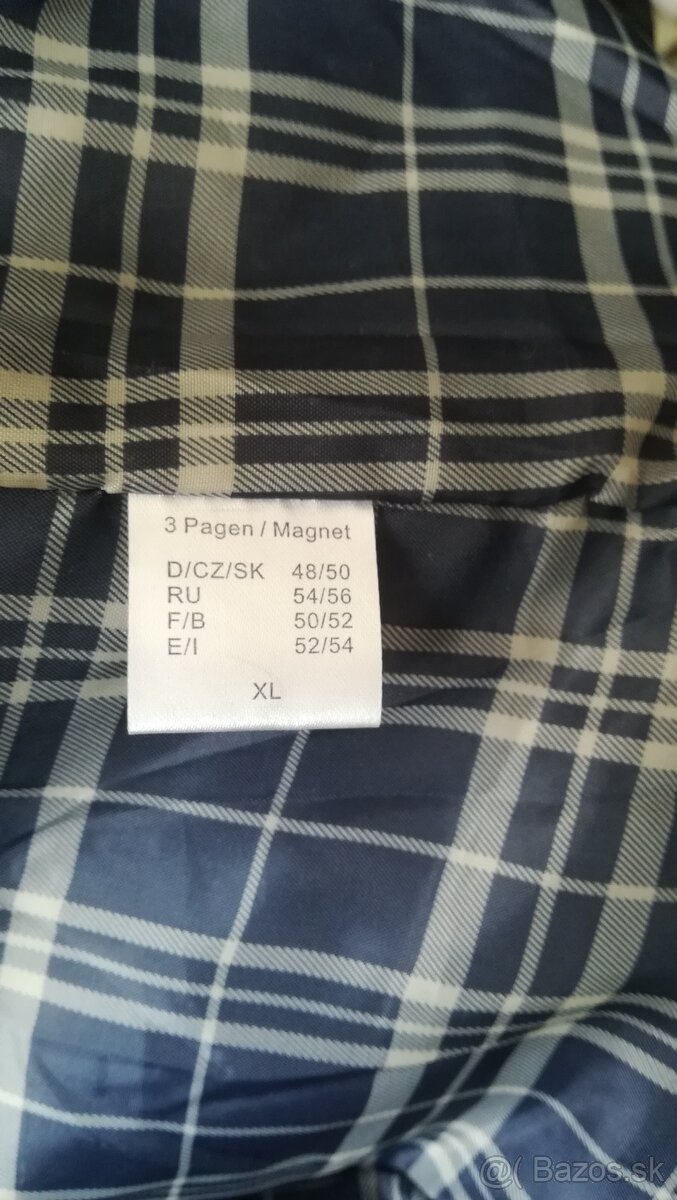 3 Pagen / Magnet
D/CZ/SK 48/50
RU 54/56
F/B 50/52
E/I 52/54
XL
@( Bazos.sk